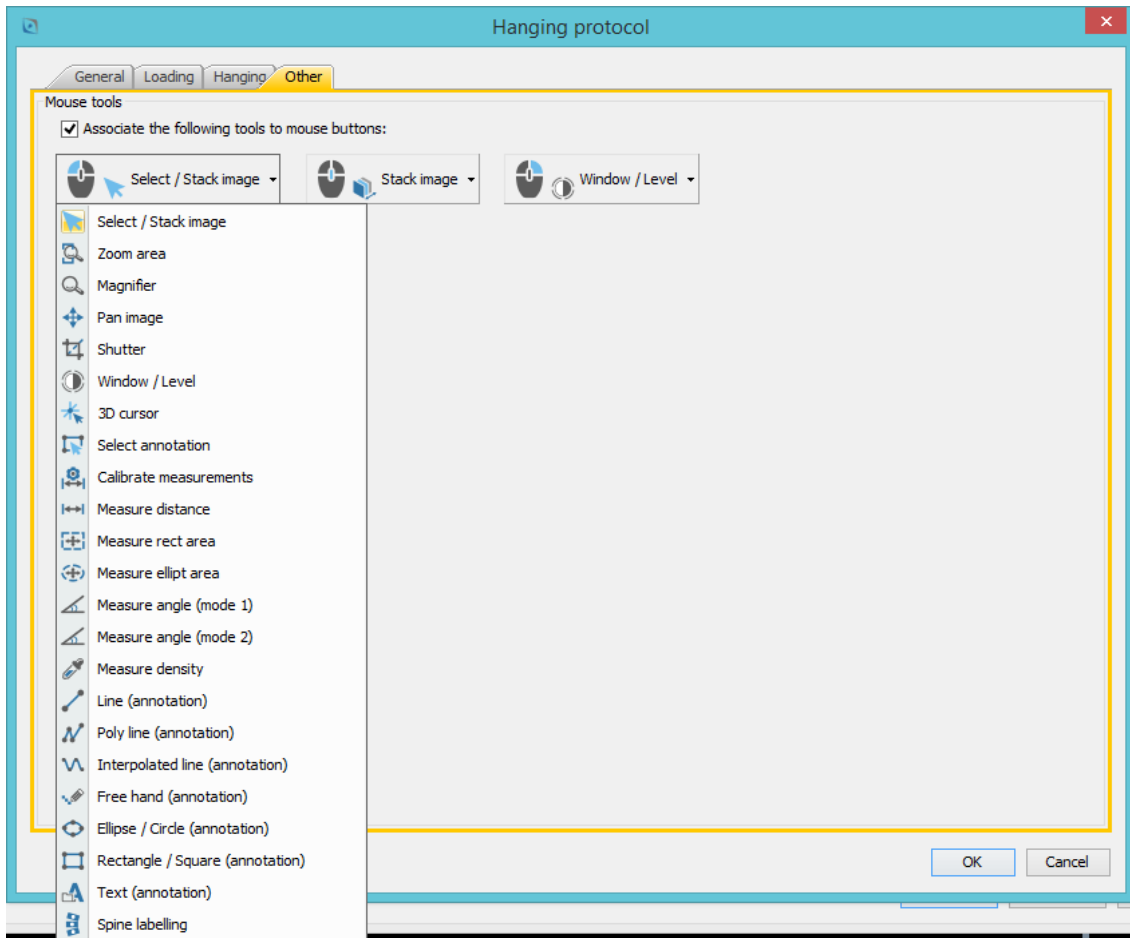 Hanging protocol
General Loading Hanging Other
Mouse tools
Associate the following tools to mouse buttons:
Select / Stack image Stack image Window / Level
Select / Stack image
Zoom area
Magnifier
Pan image
Shutter
Window / Level
3D cursor
Select annotation
Calibrate measurements
Measure distance
Measure rect area
Measure ellipt area
Measure angle (mode 1)
Measure angle (mode 2)
Measure density
Line (annotation)
Poly line (annotation)
Interpolated line (annotation)
Free hand (annotation)
Ellipse / Circle (annotation)
Rectangle / Square (annotation)
OK Cancel
Text (annotation)
Spine labelling